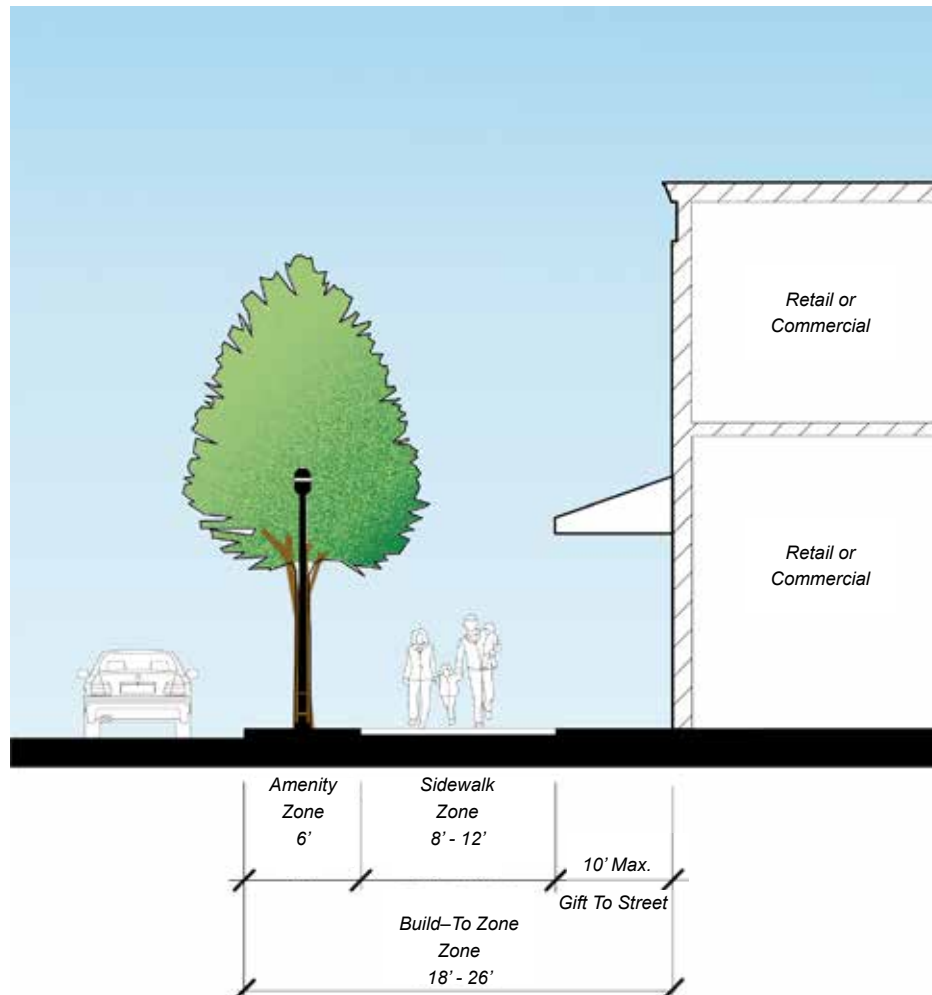 Retail or
Commercial
Retail or
Commercial
Amenity
Zone
6’
Sidewalk
Zone
8’ - 12’
10’ Max.
Gift To Street
Build–To Zone
Zone
18’ - 26’